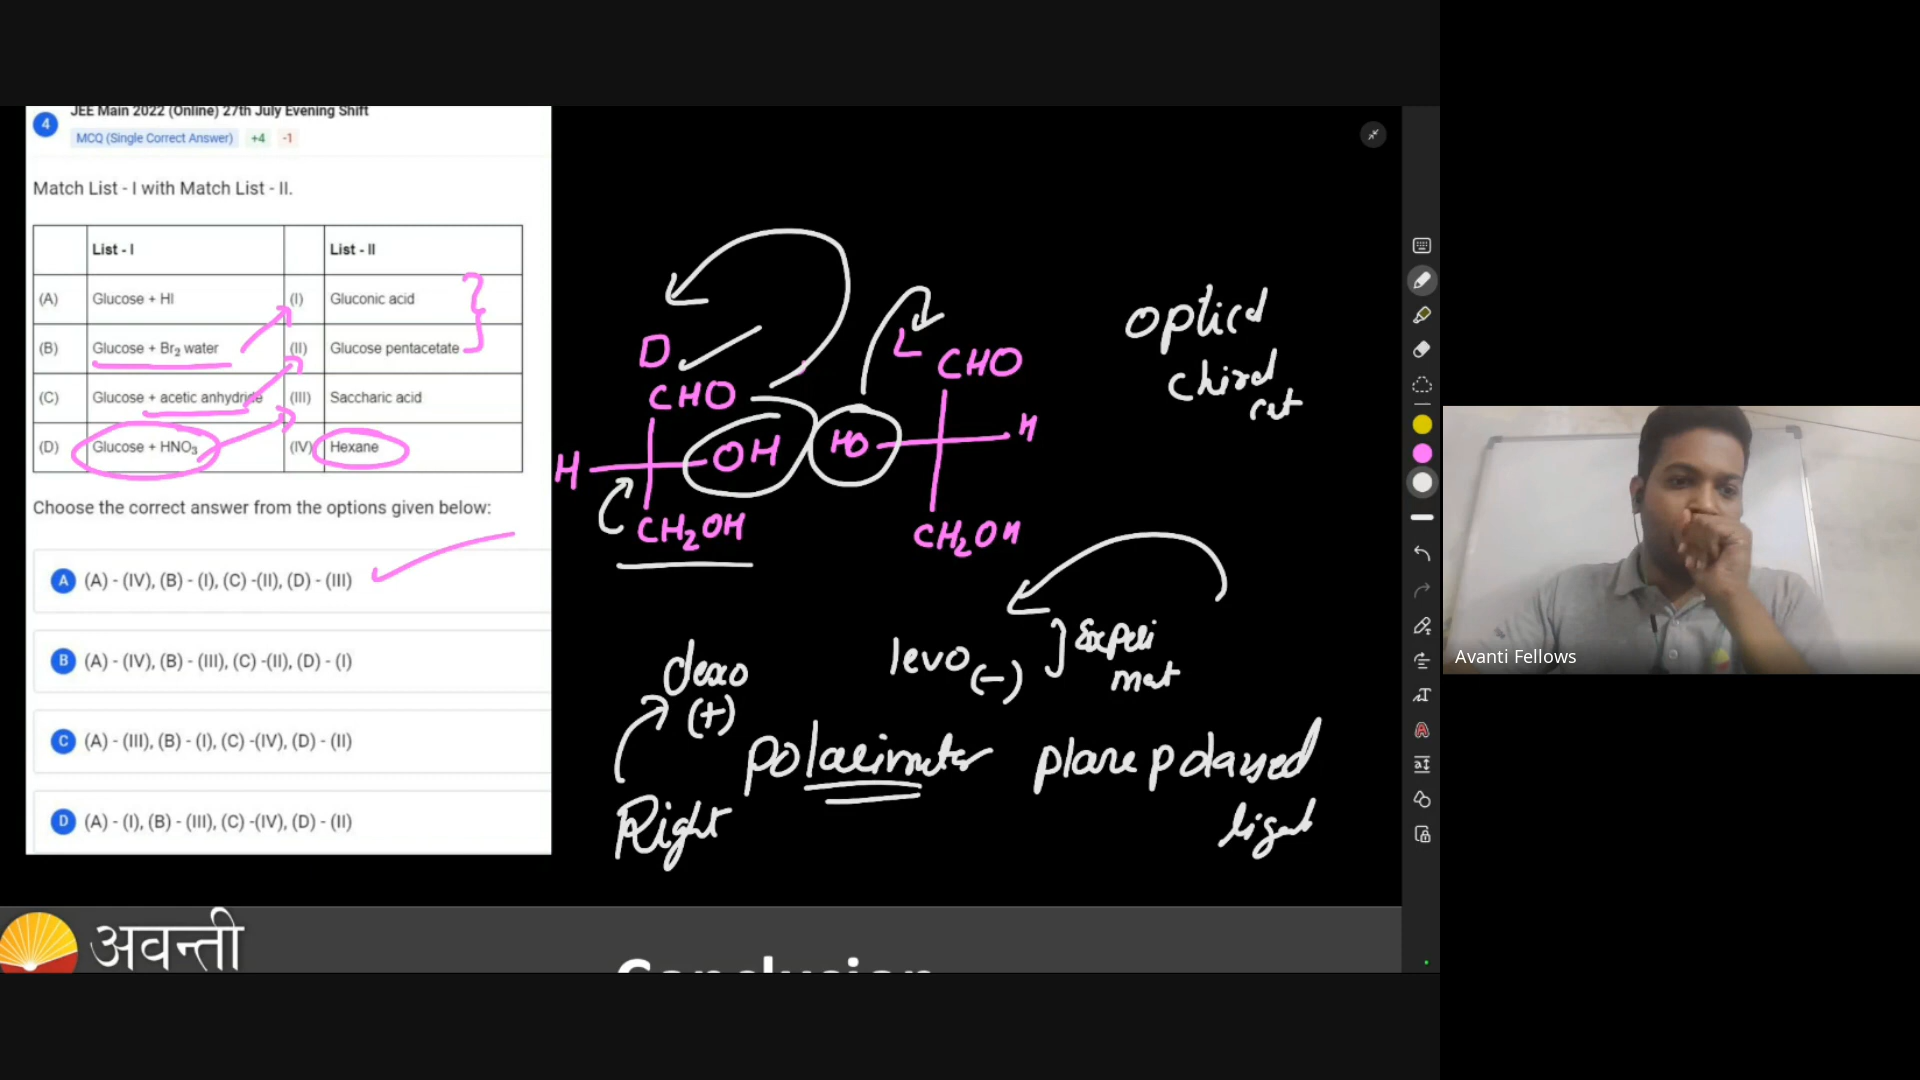 JEE Main 2022 (Online) 27th July Evening Shift
4
MCQ (Single Correct Answer) +4 -1
Match List - I with Match List - II.
List - I List - II
(A) Glucose + HI (I) Gluconic acid
(B) Glucose + Br₂ water (II) Glucose pentacetate
(C) Glucose + acetic anhydride (III) Saccharic acid
(D) Glucose + HNO₃ (IV) Hexane
Choose the correct answer from the options given below:
A (A) - (IV), (B) - (I), (C) -(II), (D) - (III)
B (A) - (IV), (B) - (III), (C) -(II), (D) - (I)
C (A) - (III), (B) - (I), (C) -(IV), (D) - (II)
D (A) - (I), (B) - (III), (C) -(IV), (D) - (II)
D
CHO
H OH
CH₂OH
L
CHO
HO H
CH₂OH
optical
chiral
dexo
(+)
Right
levo (-)
plane
light
Avanti Fellows
अवन्ती
Conclusion